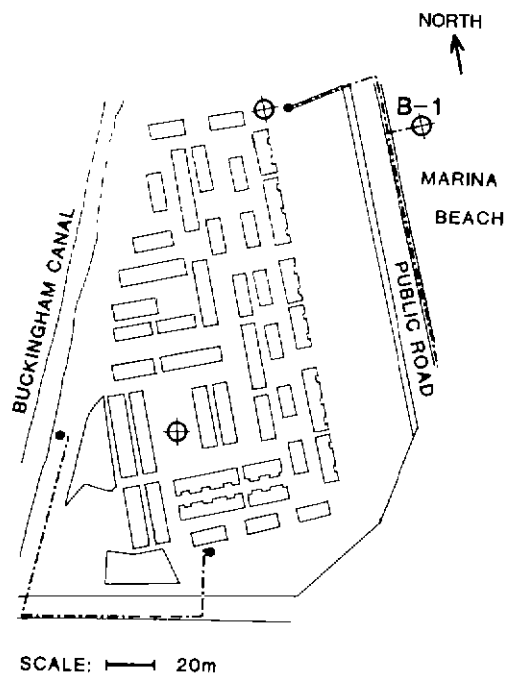 NORTH
B-1
MARINA
BEACH
BUCKINGHAM CANAL
PUBLIC ROAD
SCALE: 20m